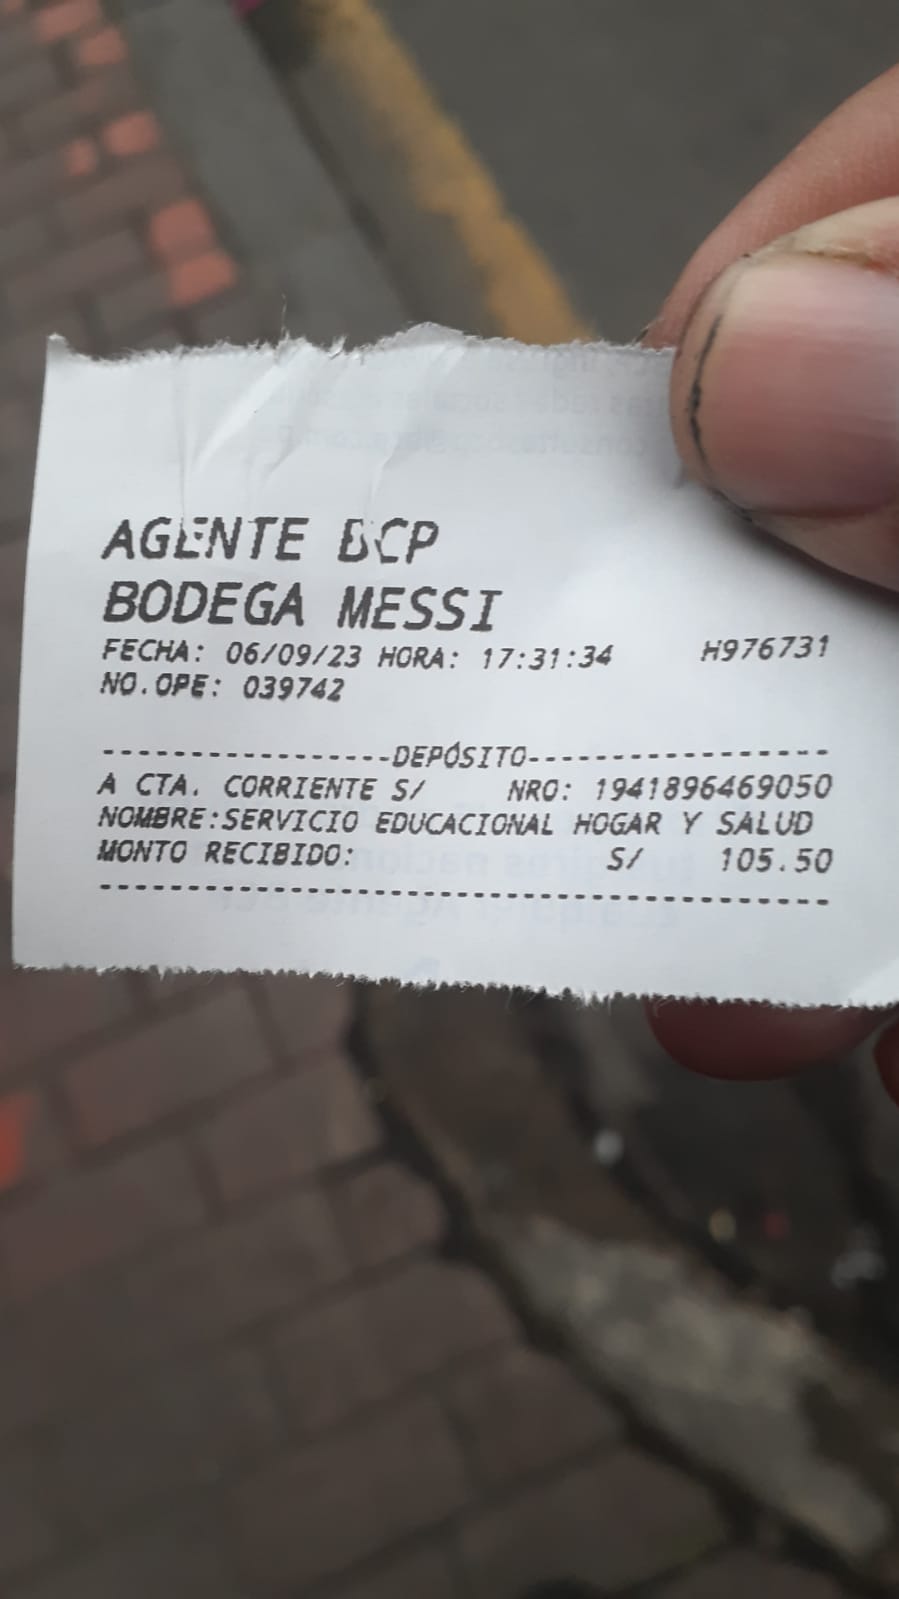 AGENTE BCP
BODEGA MESSI
FECHA: 06/09/23 HORA: 17:31:34 H976731
NO.OPE: 039742
-----------------DEPÓSITO-----------------
A CTA. CORRIENTE S/ NRO: 1941896469050
NOMBRE:SERVICIO EDUCACIONAL HOGAR Y SALUD
MONTO RECIBIDO: S/ 105.50
------------------------------------------